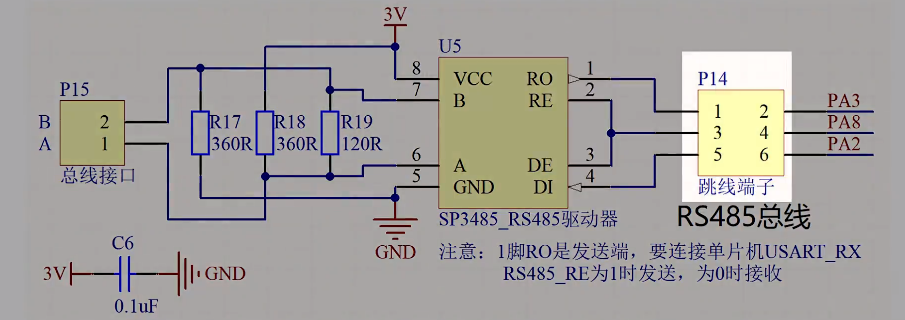 3V
U5
P15
B
A
2
1
总线接口
R17
360R
R18
360R
R19
120R
8
7
6
5
VCC
B
A
GND
RO
RE
DE
DI
1
2
3
4
SP3485_RS485驱动器
GND
P14
1 2
3 4
5 6
跳线端子
PA3
PA8
PA2
RS485总线
注意：1脚RO是发送端，要连接单片机USART_RX
RS485_RE为1时发送，为0时接收
C6
3V
GND
0.1uF